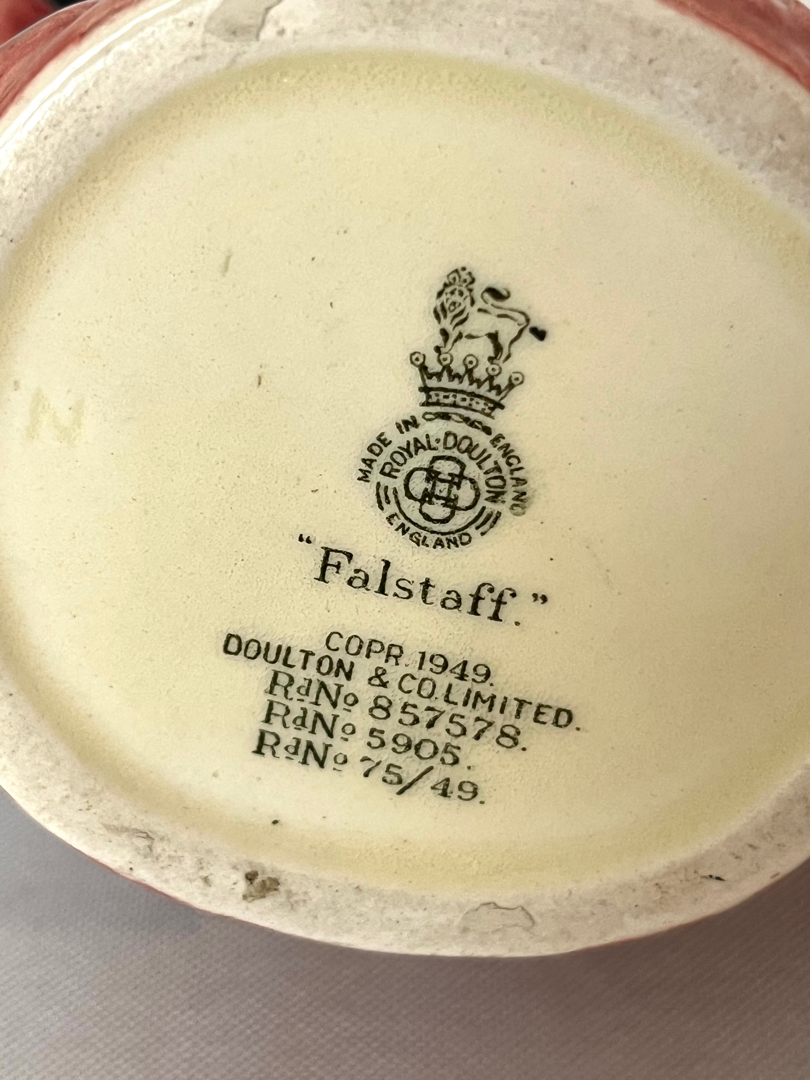 N
MADE IN ENGLAND
ROYAL·DOULTON
ENGLAND
"Falstaff."
COPR. 1949.
DOULTON & CO. LIMITED.
RdNo 857578.
RdNo 5905.
RdNo 75/49.